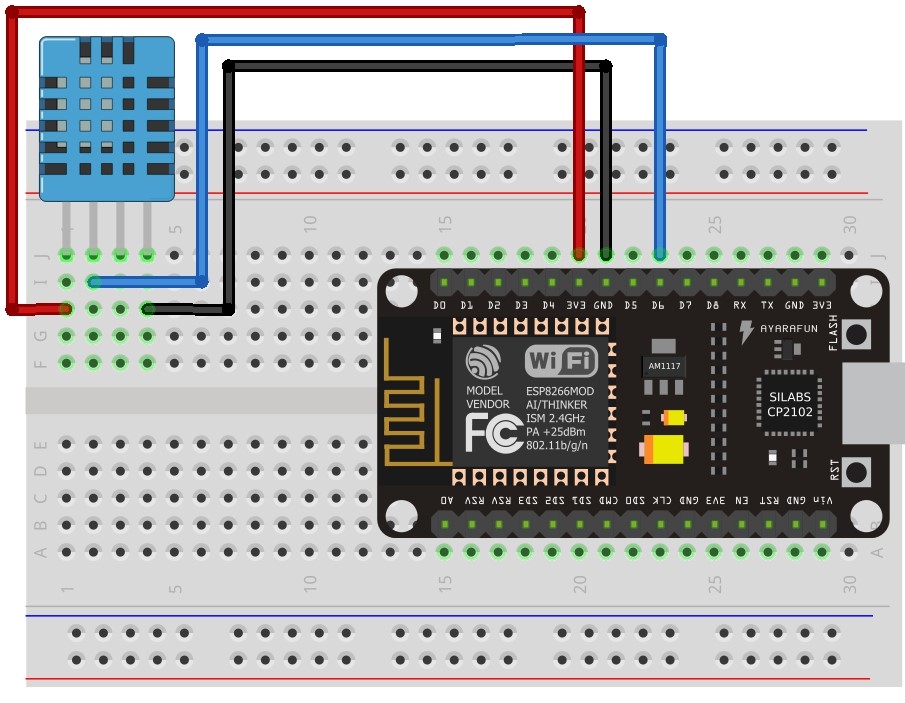 5 10 15 25 30
J J
I
G
F
D0 D1 D2 D3 D4 3V3 GND D5 D6 D7 D8 RX TX GND 3V3
AYARAFUN
FLASH
WiFi
AM1117
MODEL
VENDOR
ESP8266MOD
AI/THINKER
ISM 2.4GHz
PA +25dBm
802.11b/g/n
FC
SILABS
CP2102
RST
A0 RSV RSV SD3 SD2 SD1 CMD SD0 CLK GND 3V3 EN RST GND Vin
E
D
C
B B
A A
1 5 10 15 20 25 30